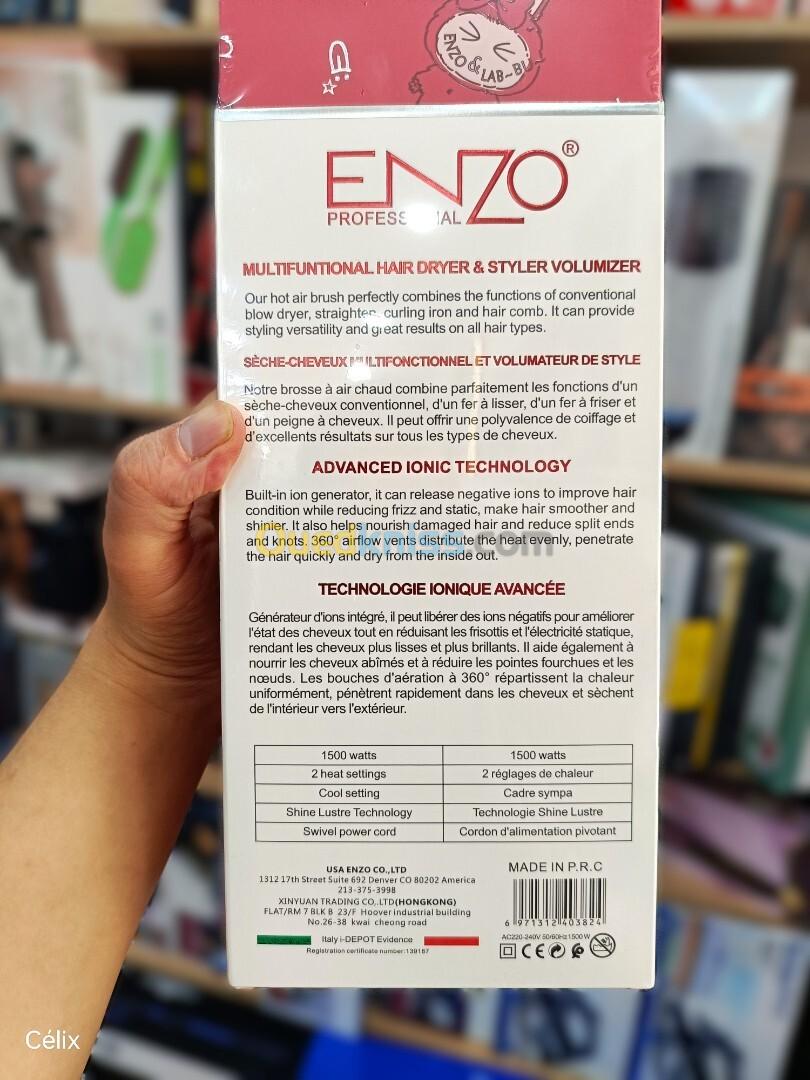 ENZO & LAB~BU
ENZO®
PROFESSIONAL
MULTIFUNTIONAL HAIR DRYER & STYLER VOLUMIZER
Our hot air brush perfectly combines the functions of conventional
blow dryer, straighten, curling iron and hair comb. It can provide
styling versatility and great results on all hair types.
SÈCHE-CHEVEUX MULTIFONCTIONNEL ET VOLUMATEUR DE STYLE
Notre brosse à air chaud combine parfaitement les fonctions d'un
sèche-cheveux conventionnel, d'un fer à lisser, d'un fer à friser et
d'un peigne à cheveux. Il peut offrir une polyvalence de coiffage et
d'excellents résultats sur tous les types de cheveux.
ADVANCED IONIC TECHNOLOGY
Built-in ion generator, it can release negative ions to improve hair
condition while reducing frizz and static, make hair smoother and
shinier. It also helps nourish damaged hair and reduce split ends
and knots. 360° airflow vents distribute the heat evenly, penetrate
the hair quickly and dry from the inside out.
Ouedkniss.com
TECHNOLOGIE IONIQUE AVANCÉE
Générateur d'ions intégré, il peut libérer des ions négatifs pour améliorer
l'état des cheveux tout en réduisant les frisottis et l'électricité statique,
rendant les cheveux plus lisses et plus brillants. Il aide également à
nourrir les cheveux abîmés et à réduire les pointes fourchues et les
nœuds. Les bouches d'aération à 360° répartissent la chaleur
uniformément, pénètrent rapidement dans les cheveux et sèchent
de l'intérieur vers l'extérieur.
1500 watts 1500 watts
2 heat settings 2 réglages de chaleur
Cool setting Cadre sympa
Shine Lustre Technology Technologie Shine Lustre
Swivel power cord Cordon d'alimentation pivotant
USA ENZO CO.,LTD
1312 17th Street Suite 692 Denver CO 80202 America
213-375-3998
XINYUAN TRADING CO,.LTD(HONGKONG)
FLAT/RM 7 BLK B 23/F Hoover industrial building
No.26-38 kwai cheong road
Italy i-DEPOT Evidence
Registration certificate number:139167
MADE IN P.R.C
6 971312 403824
AC220-240V 50/60Hz 1500W
CE
Célix